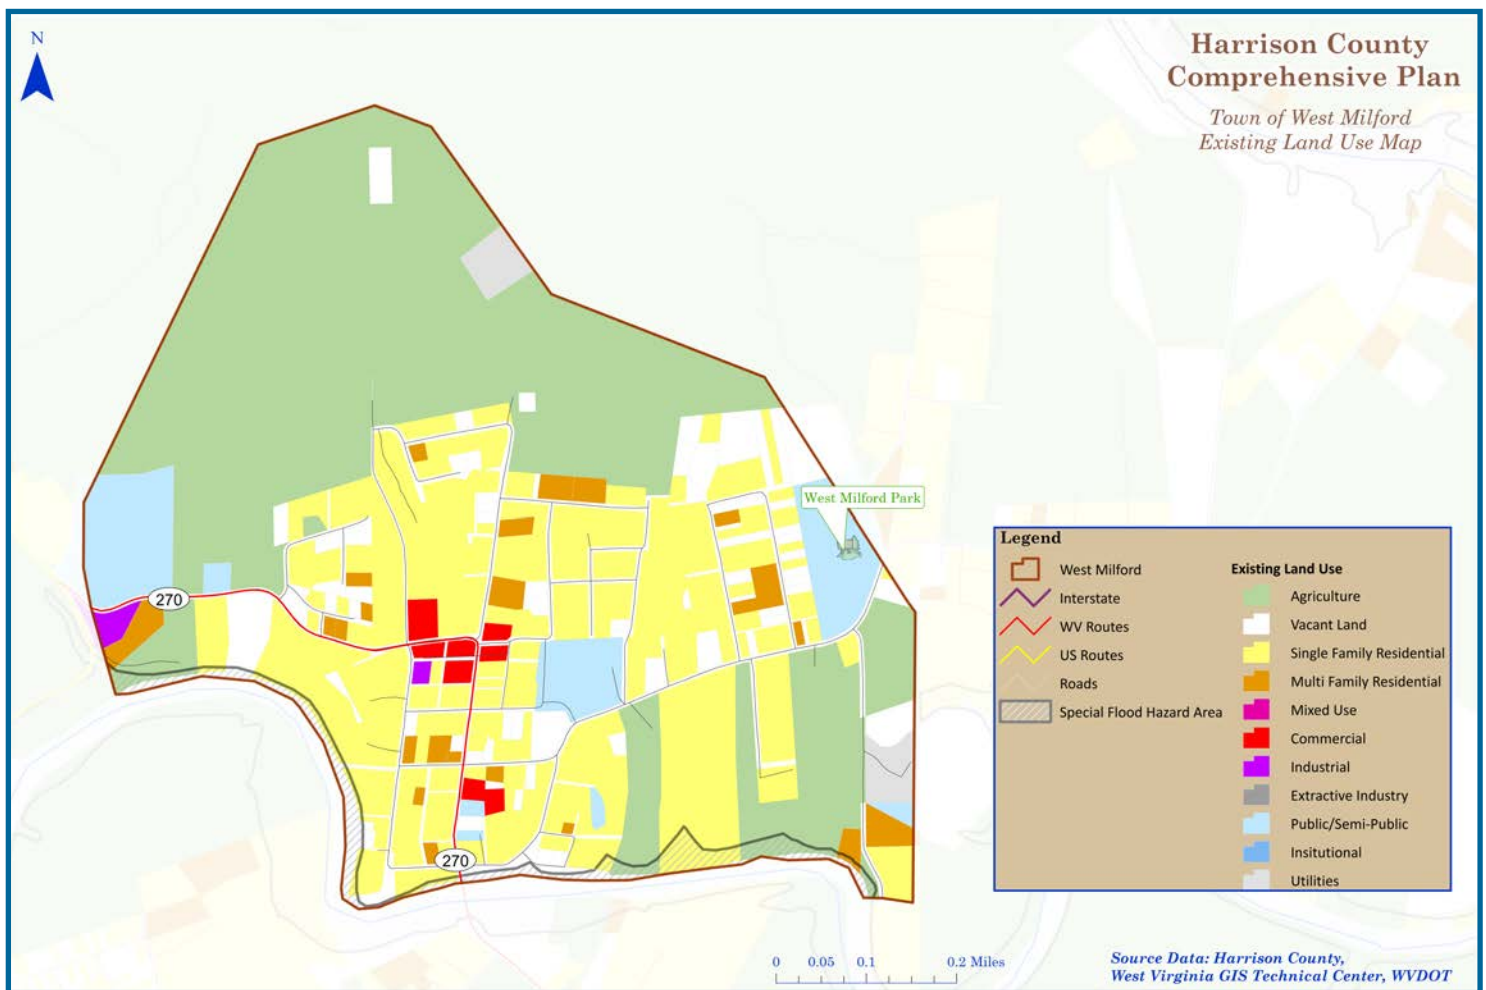 N
Harrison County
Comprehensive Plan
Town of West Milford
Existing Land Use Map
West Milford Park
270
270
Legend
West Milford
Interstate
WV Routes
US Routes
Roads
Special Flood Hazard Area
Existing Land Use
Agriculture
Vacant Land
Single Family Residential
Multi Family Residential
Mixed Use
Commercial
Industrial
Extractive Industry
Public/Semi-Public
Insitutional
Utilities
0 0.05 0.1 0.2 Miles
Source Data: Harrison County,
West Virginia GIS Technical Center, WVDOT